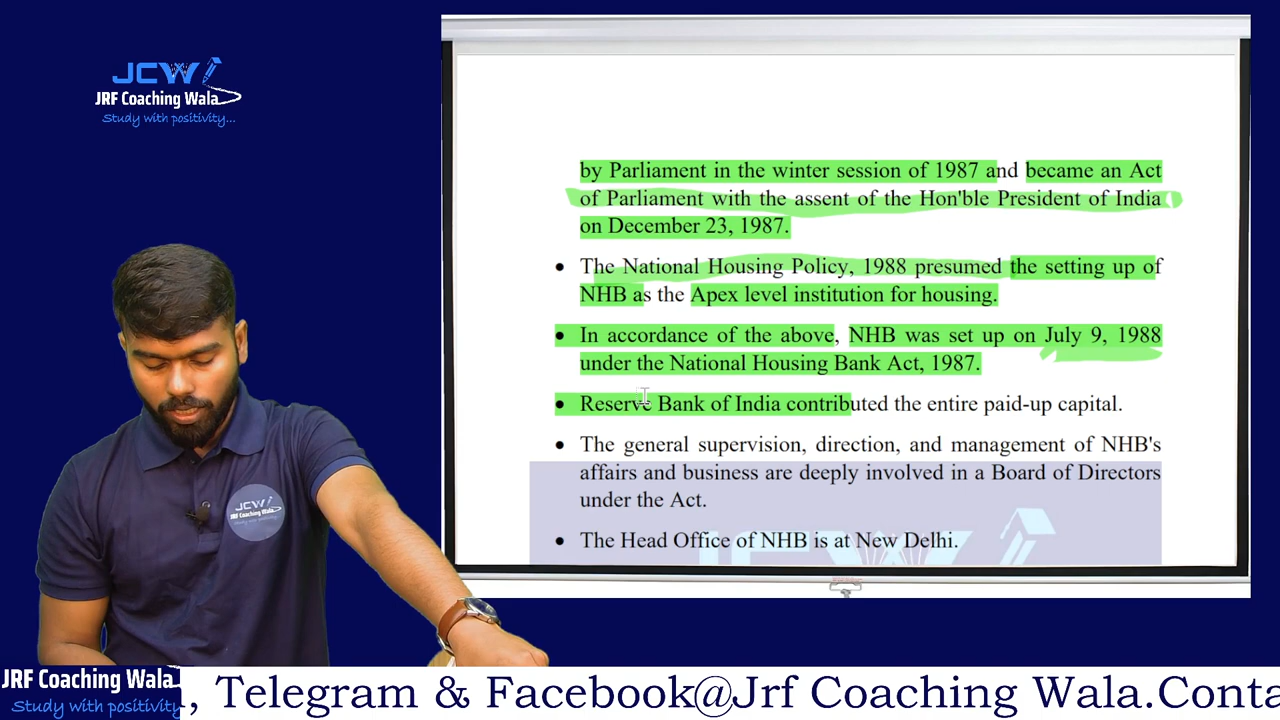 JCW
JRF Coaching Wala
Study with positivity...
by Parliament in the winter session of 1987 and became an Act
of Parliament with the assent of the Hon'ble President of India
on December 23, 1987.
• The National Housing Policy, 1988 presumed the setting up of
NHB as the Apex level institution for housing.
• In accordance of the above, NHB was set up on July 9, 1988
under the National Housing Bank Act, 1987.
• Reserve Bank of India contributed the entire paid-up capital.
• The general supervision, direction, and management of NHB's
affairs and business are deeply involved in a Board of Directors
under the Act.
• The Head Office of NHB is at New Delhi.
JCW
JRF Coaching Wala
JRF Coaching Wala
Study with positivity
, Telegram & Facebook@Jrf Coaching Wala.Conta